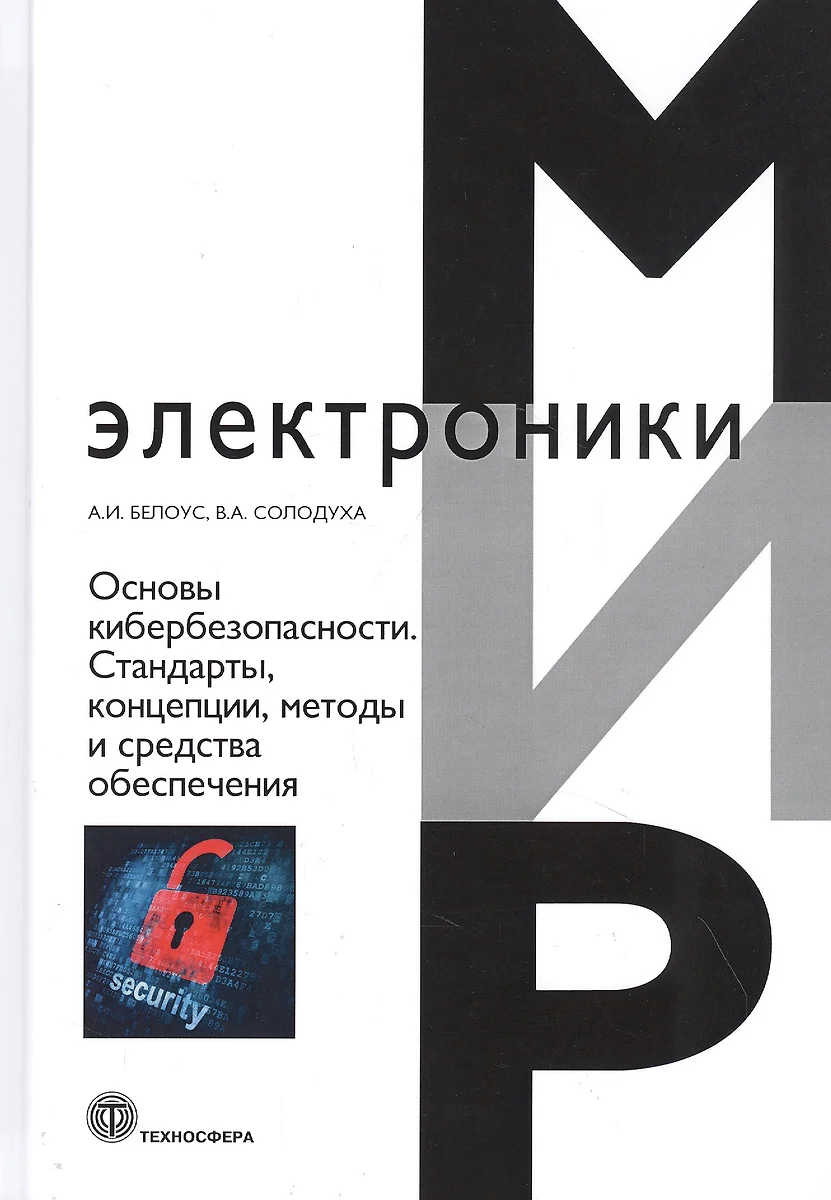 МИР
электроники
А.И. БЕЛОУС, В.А. СОЛОДУХА
Основы
кибербезопасности.
Стандарты,
концепции, методы
и средства
обеспечения
security
ТЕХНОСФЕРА